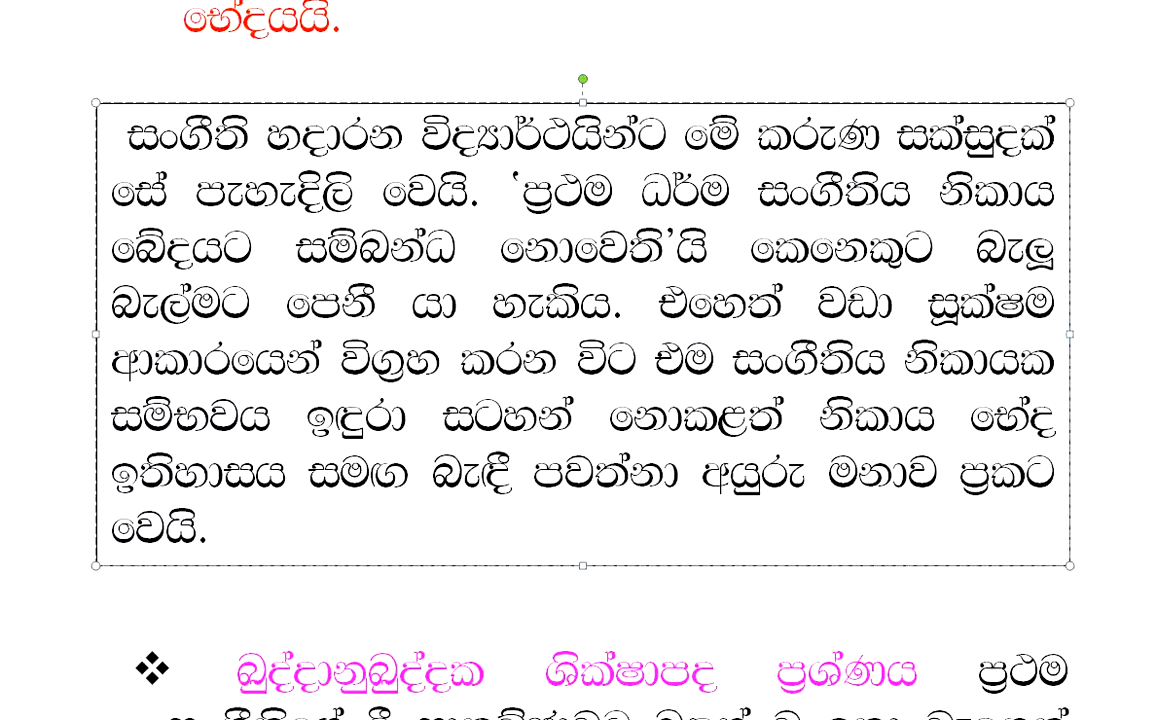 භේදයයි.
සංගීති හදාරන විද්‍යාර්ථයින්ට මේ කරුණ සක්සුදක්
සේ පැහැදිලි වෙයි. ‘ප්‍රථම ධර්ම සංගීතිය නිකාය
බේදයට සම්බන්ධ නොවෙති’යි කෙනෙකුට බැලූ
බැල්මට පෙනී යා හැකිය. එහෙත් වඩා සූක්ෂම
ආකාරයෙන් විග්‍රහ කරන විට එම සංගීතිය නිකායක
සම්භවය ඉඳුරා සටහන් නොකළත් නිකාය භේද
ඉතිහාසය සමඟ බැඳී පවත්නා අයුරු මනාව ප්‍රකට
වෙයි.
❖ බුද්දානුබුද්දක ශික්ෂාපද ප්‍රශ්ණය ප්‍රථම